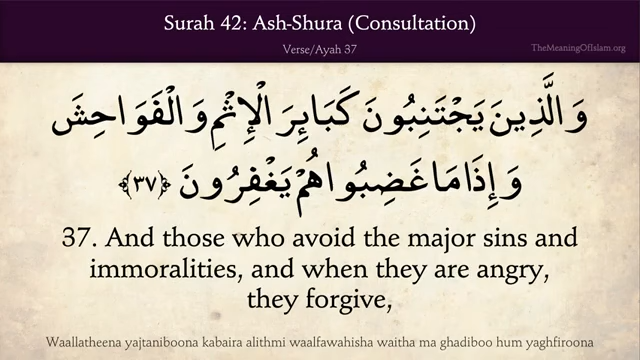 Surah 42: Ash-Shura (Consultation)
Verse/Ayah 37
TheMeaningOfIslam.org
وَالَّذِينَ يَجْتَنِبُونَ كَبَائِرَ الْإِثْمِ وَالْفَوَاحِشَ
وَإِذَا مَا غَضِبُوا هُمْ يَغْفِرُونَ ﴿٣٧﴾
37. And those who avoid the major sins and
immoralities, and when they are angry,
they forgive,
Waallatheena yajtaniboona kabaira alithmi waalfawahisha waitha ma ghadiboo hum yaghfiroona